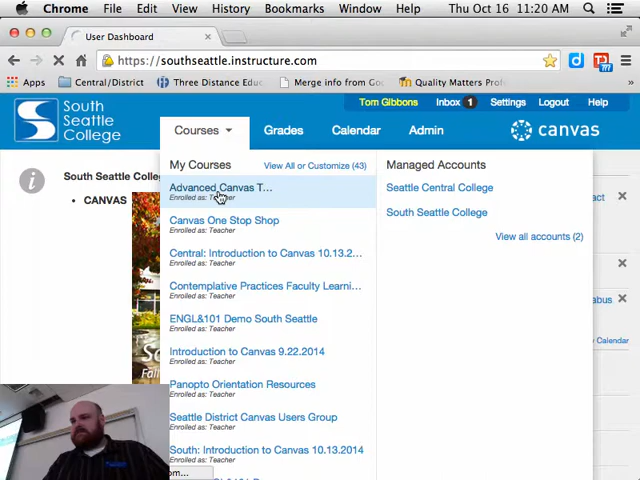 Chrome File Edit View History Bookmarks Window Thu Oct 16 11:20 AM
User Dashboard
https://southseattle.instructure.com
Apps Central/District Three Distance Educ Merge info for Grad Quality Matters Prof
Tom Gibbons Inbox 1 Settings Logout Help
South Seattle College
Courses Grades Calendar Admin canvas
My Courses View All or Customize (43) Managed Accounts
South Seattle Colleg
CANVAS
Advanced Canvas T...
Enrolled as: Teacher
Canvas One Stop Shop
Enrolled as: Teacher
Central: Introduction to Canvas 10.13.2...
Enrolled as: Teacher
Contemplative Practices Faculty Learni...
Enrolled as: Teacher
ENGL&101 Demo South Seattle
Enrolled as: Teacher
Introduction to Canvas 9.22.2014
Enrolled as: Teacher
Panopto Orientation Resources
Enrolled as: Teacher
Seattle District Canvas Users Group
Enrolled as: Teacher
South: Introduction to Canvas 10.13.2014
Enrolled as: Teacher
Seattle Central College
South Seattle College
View all accounts (2)
Calendar